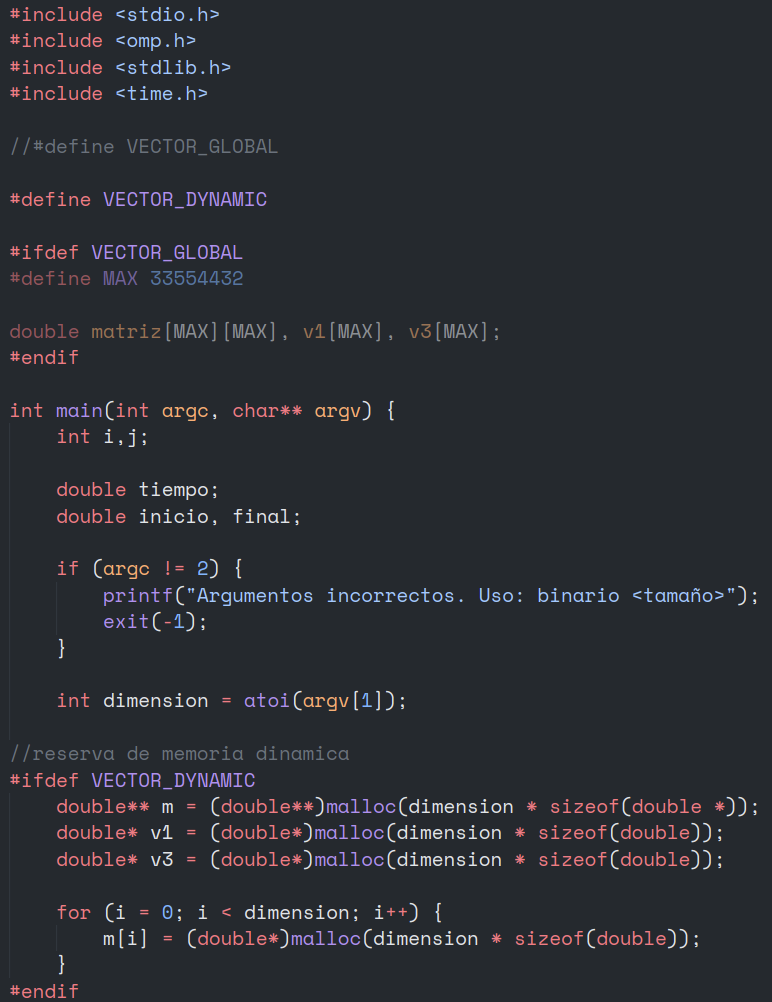 #include <stdio.h>
#include <omp.h>
#include <stdlib.h>
#include <time.h>
//#define VECTOR_GLOBAL
#define VECTOR_DYNAMIC
#ifdef VECTOR_GLOBAL
#define MAX 33554432
double matriz[MAX][MAX], v1[MAX], v3[MAX];
#endif
int main(int argc, char** argv) {
    int i,j;
    double tiempo;
    double inicio, final;
    if (argc != 2) {
        printf("Argumentos incorrectos. Uso: binario <tamaño>");
        exit(-1);
    }
    int dimension = atoi(argv[1]);
//reserva de memoria dinamica
#ifdef VECTOR_DYNAMIC
    double** m = (double**)malloc(dimension * sizeof(double *));
    double* v1 = (double*)malloc(dimension * sizeof(double));
    double* v3 = (double*)malloc(dimension * sizeof(double));
    for (i = 0; i < dimension; i++) {
        m[i] = (double*)malloc(dimension * sizeof(double));
    }
#endif